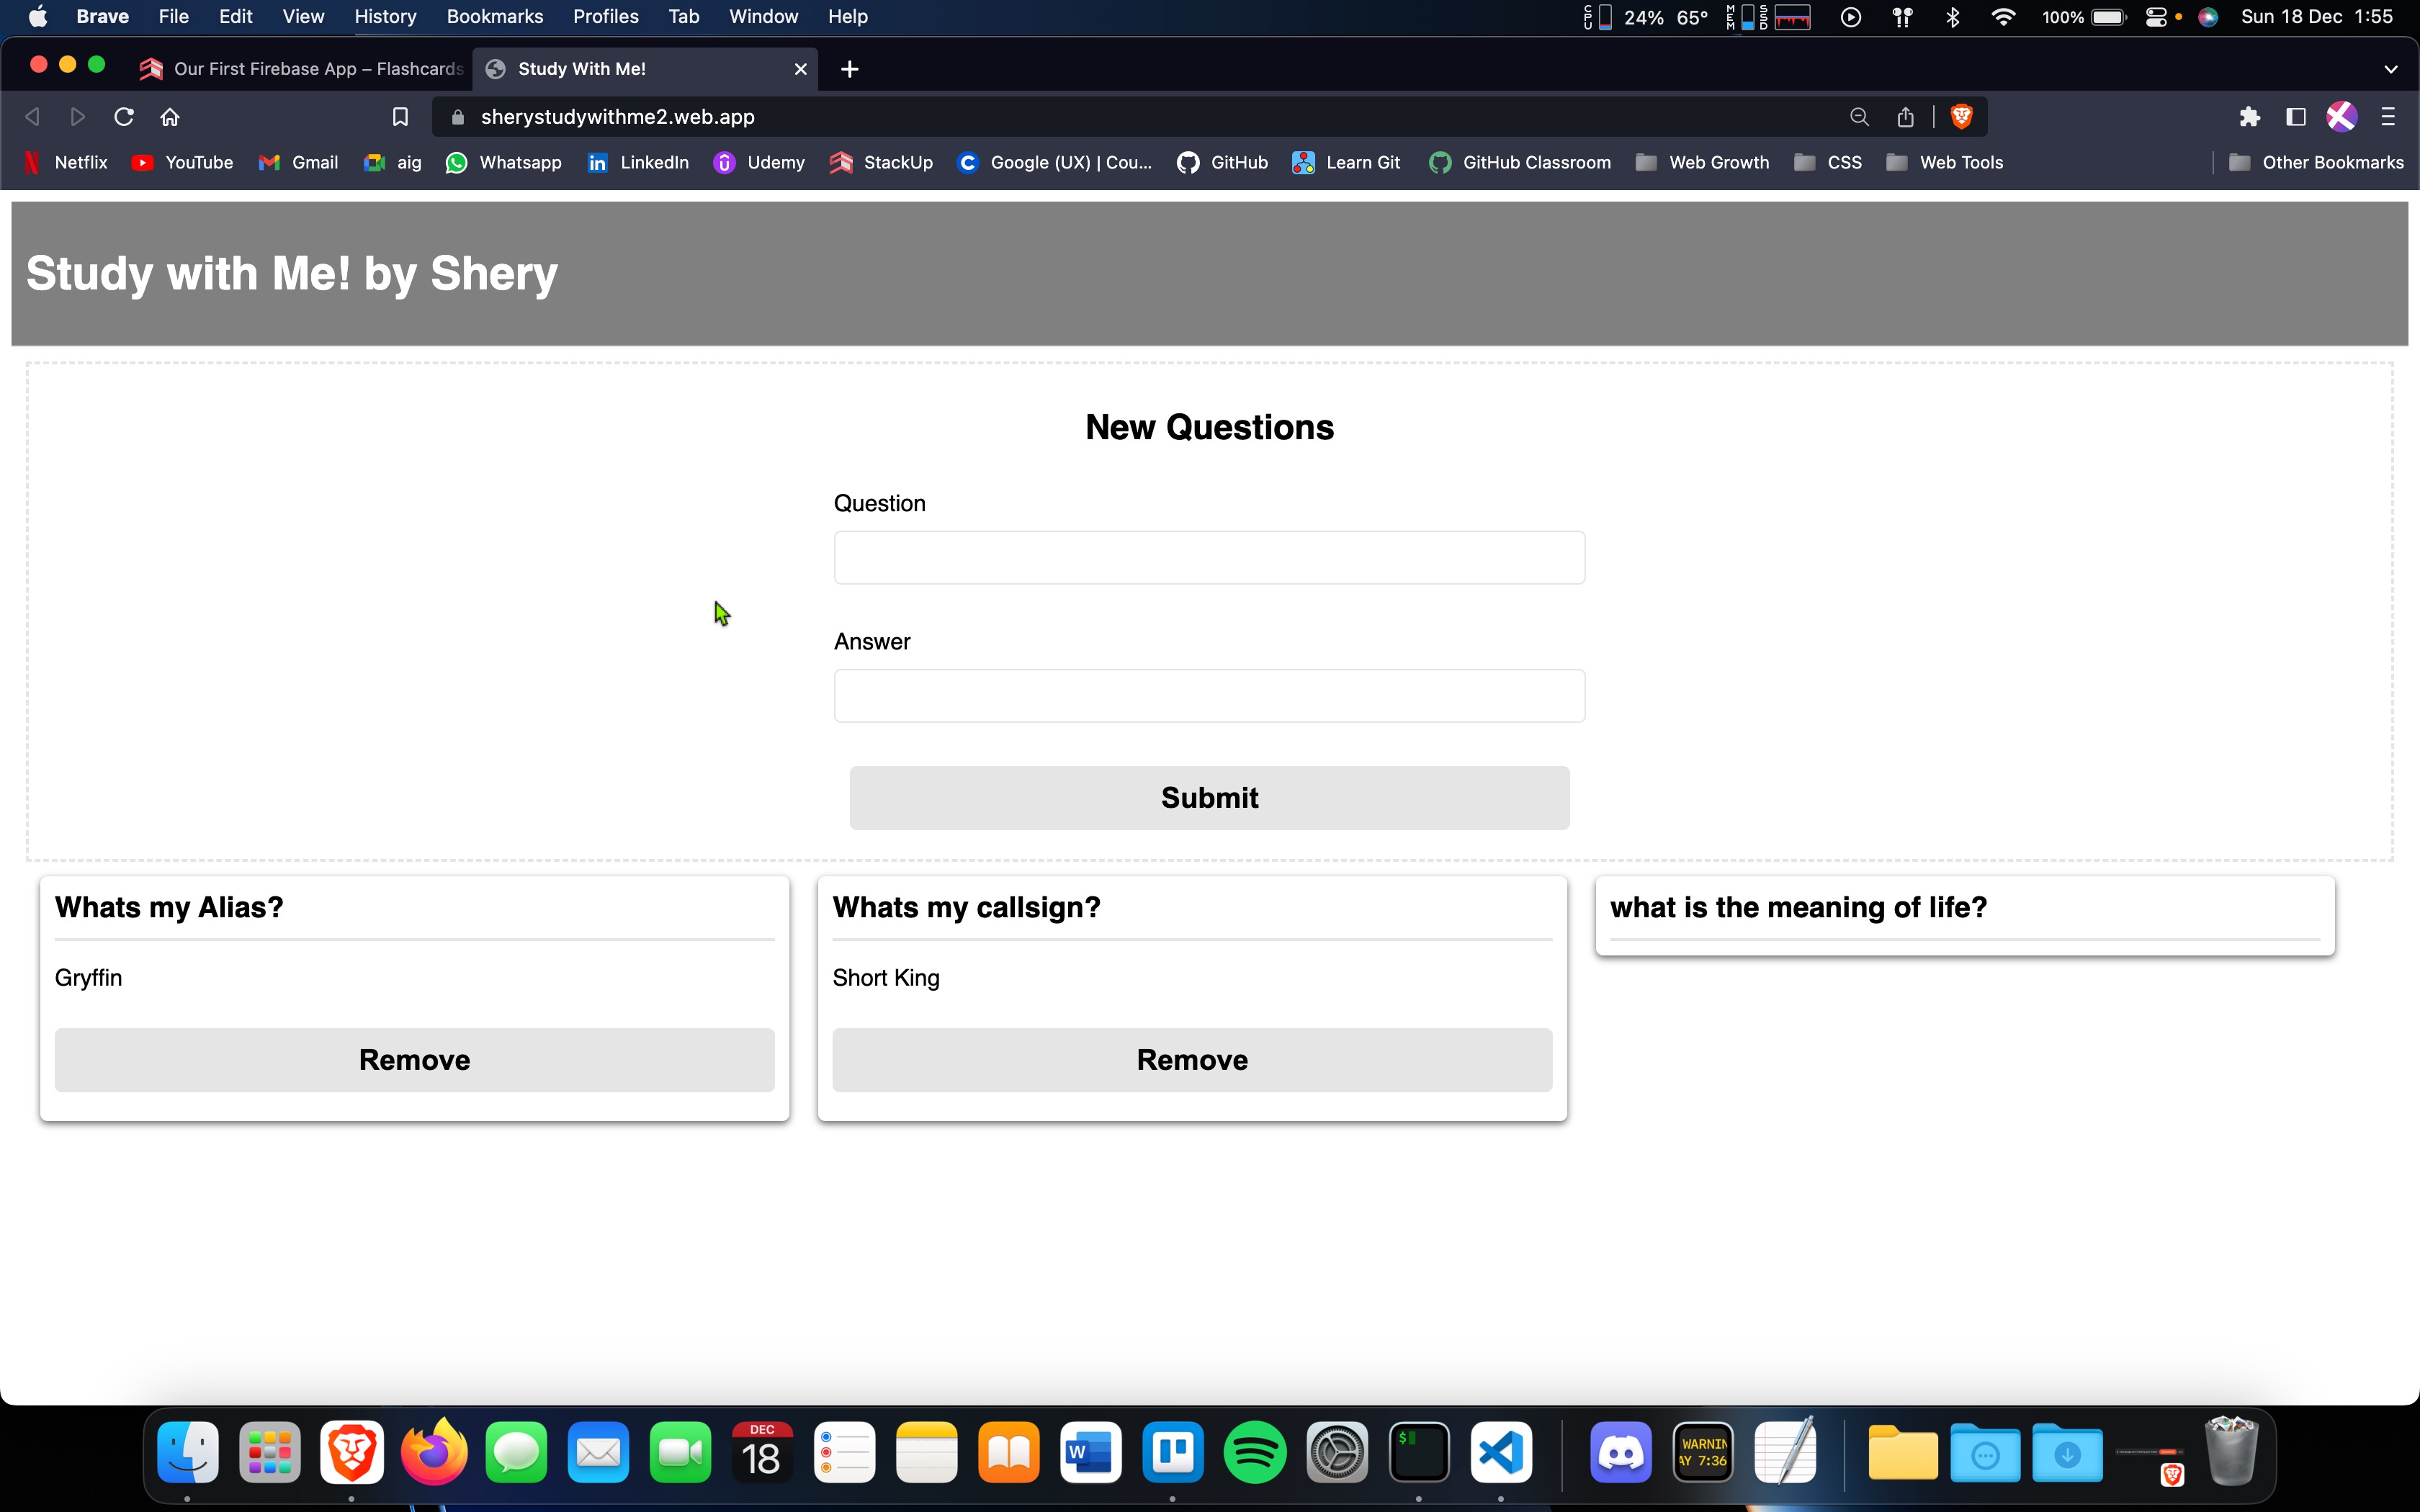 Brave File Edit View History Bookmarks Profiles Tab Window Help CPU 24% 65° MEM SSD 100% Sun 18 Dec 1:55
Our First Firebase App – Flashcards Study With Me!
sherystudywithme2.web.app
Netflix YouTube Gmail aig Whatsapp LinkedIn Udemy StackUp Google (UX) | Cou... GitHub Learn Git GitHub Classroom Web Growth CSS Web Tools Other Bookmarks
Study with Me! by Shery
New Questions
Question
Answer
Submit
Whats my Alias?
Gryffin
Remove
Whats my callsign?
Short King
Remove
what is the meaning of life?
DEC
18
WARNIN
AY 7:36